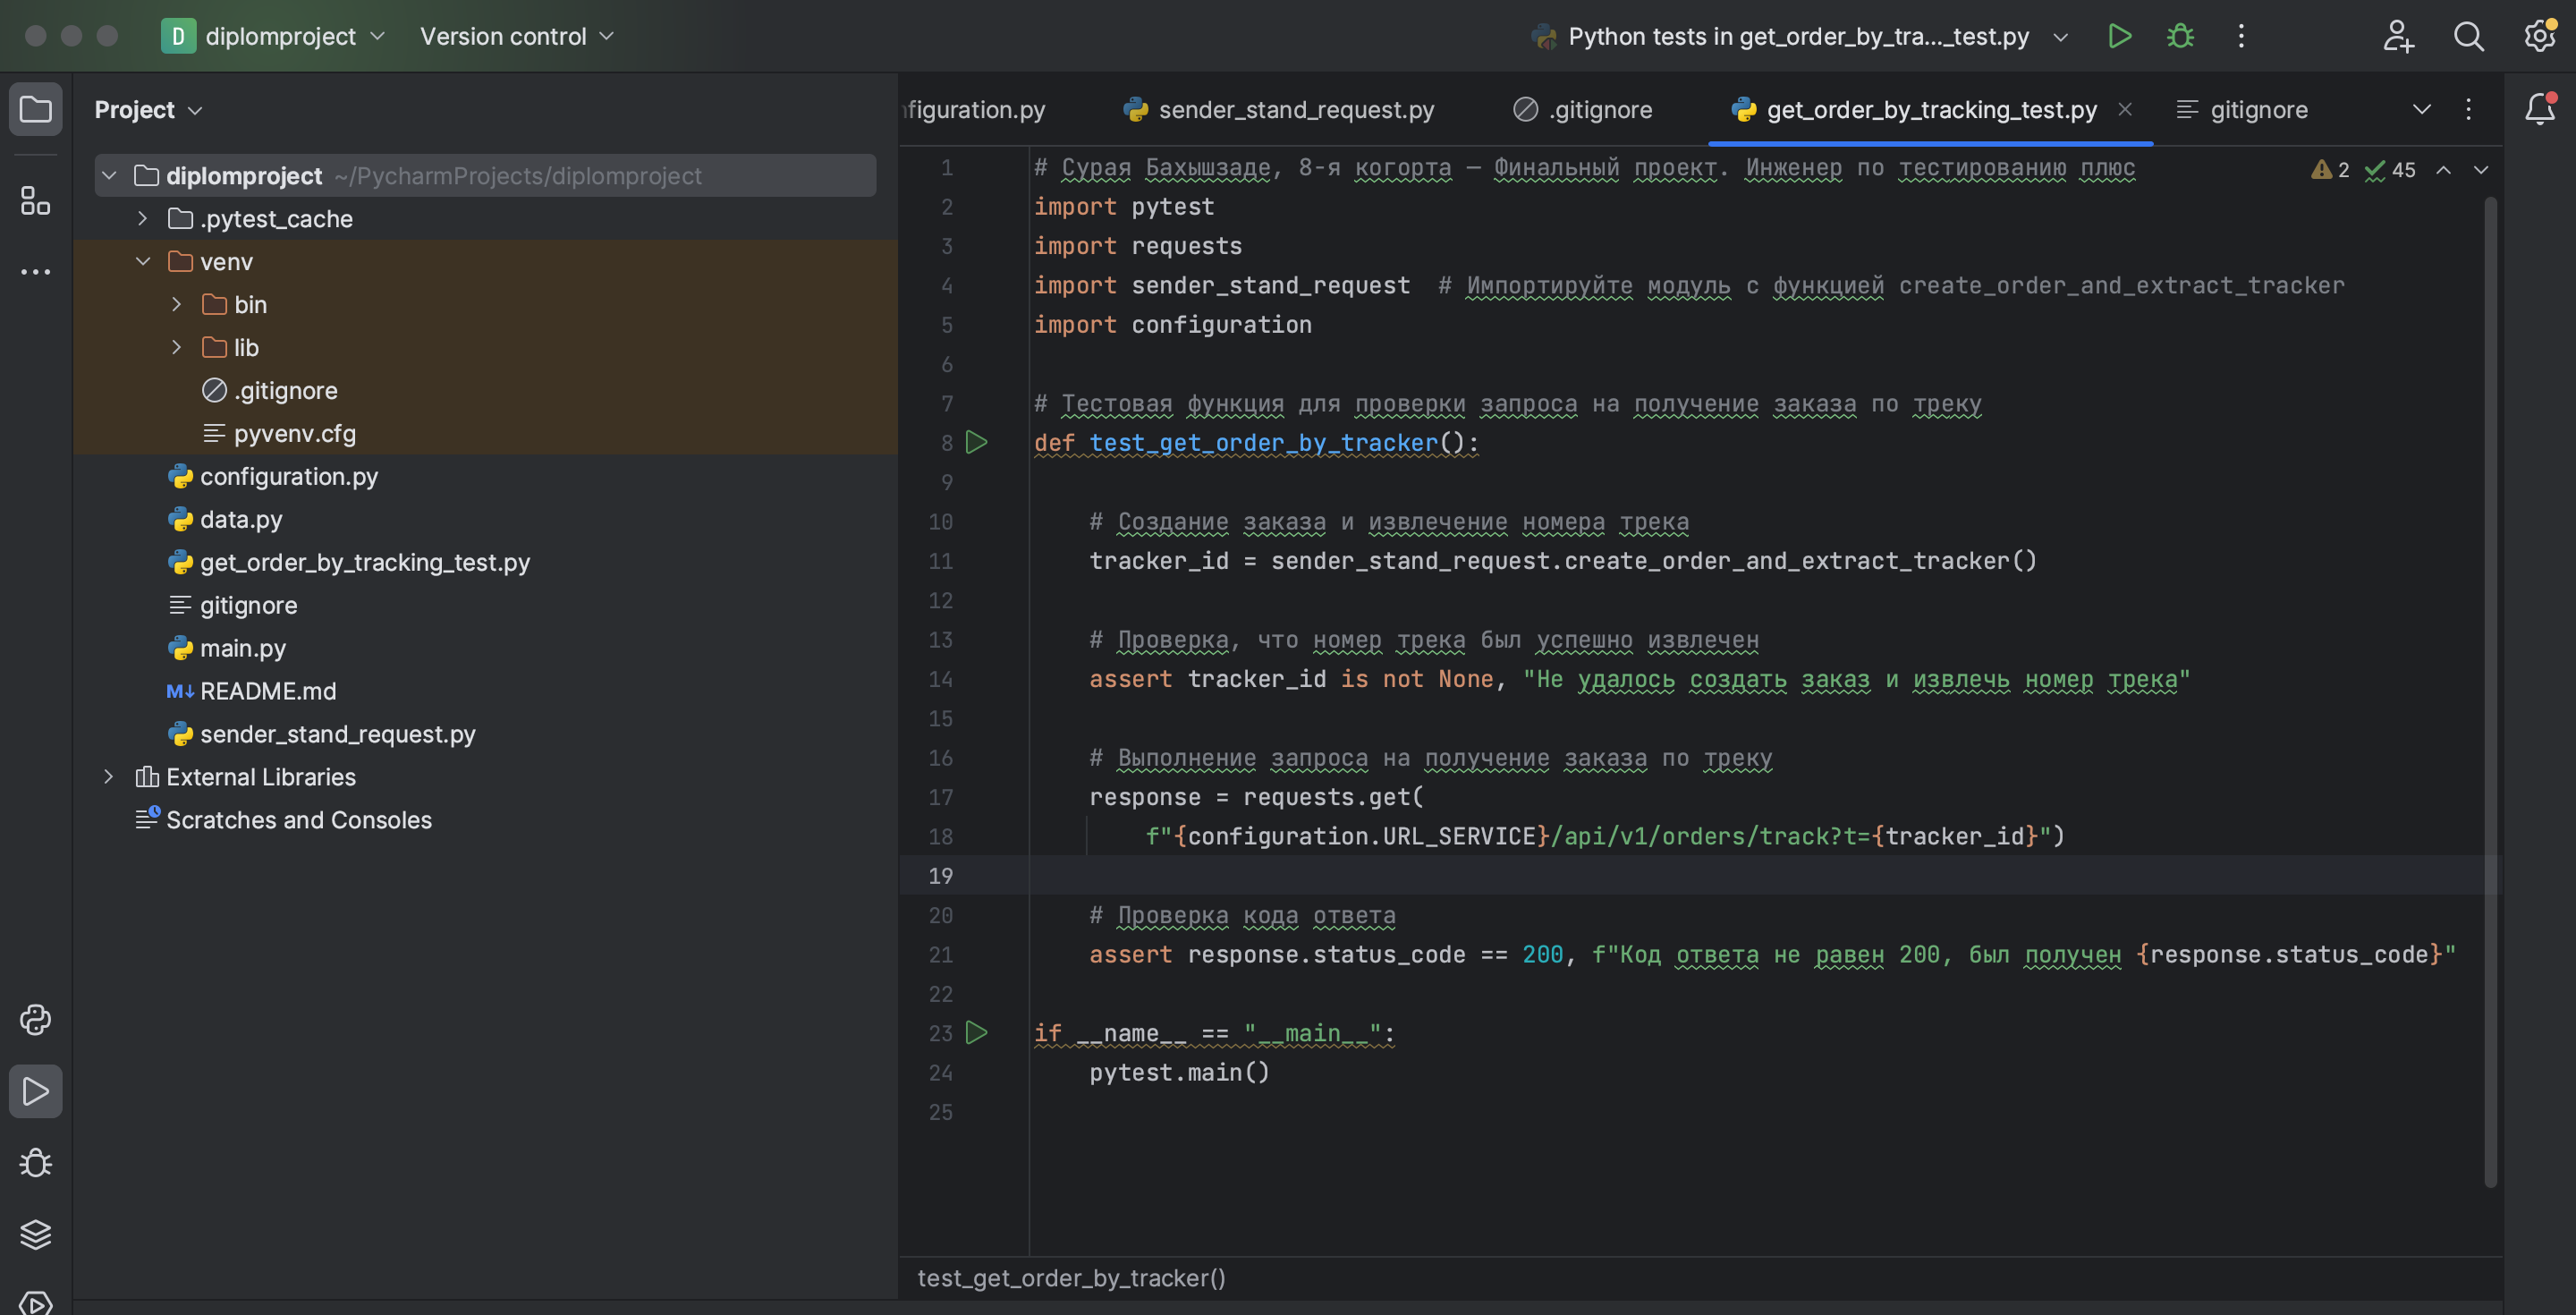 D diplomproject Version control Python tests in get_order_by_tra..._test.py
Project
diplomproject ~/PycharmProjects/diplomproject
.pytest_cache
venv
bin
lib
.gitignore
pyvenv.cfg
configuration.py
data.py
get_order_by_tracking_test.py
gitignore
main.py
M↓ README.md
sender_stand_request.py
External Libraries
Scratches and Consoles
figuration.py sender_stand_request.py .gitignore get_order_by_tracking_test.py gitignore
2 45
1 # Сурая Бахышзаде, 8-я когорта — Финальный проект. Инженер по тестированию плюс
2 import pytest
3 import requests
4 import sender_stand_request # Импортируйте модуль с функцией create_order_and_extract_tracker
5 import configuration
6
7 # Тестовая функция для проверки запроса на получение заказа по треку
8 def test_get_order_by_tracker():
9
10 # Создание заказа и извлечение номера трека
11 tracker_id = sender_stand_request.create_order_and_extract_tracker()
12
13 # Проверка, что номер трека был успешно извлечен
14 assert tracker_id is not None, "Не удалось создать заказ и извлечь номер трека"
15
16 # Выполнение запроса на получение заказа по треку
17 response = requests.get(
18 f"{configuration.URL_SERVICE}/api/v1/orders/track?t={tracker_id}")
19
20 # Проверка кода ответа
21 assert response.status_code == 200, f"Код ответа не равен 200, был получен {response.status_code}"
22
23 if __name__ == "__main__":
24 pytest.main()
25
test_get_order_by_tracker()